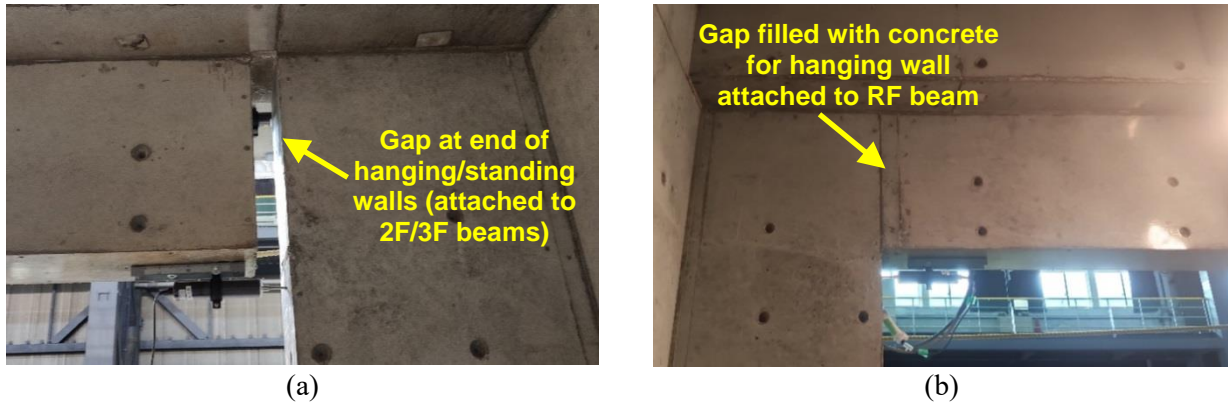 Gap at end of
hanging/standing
walls (attached to
2F/3F beams)
Gap filled with concrete
for hanging wall
attached to RF beam
(a)
(b)